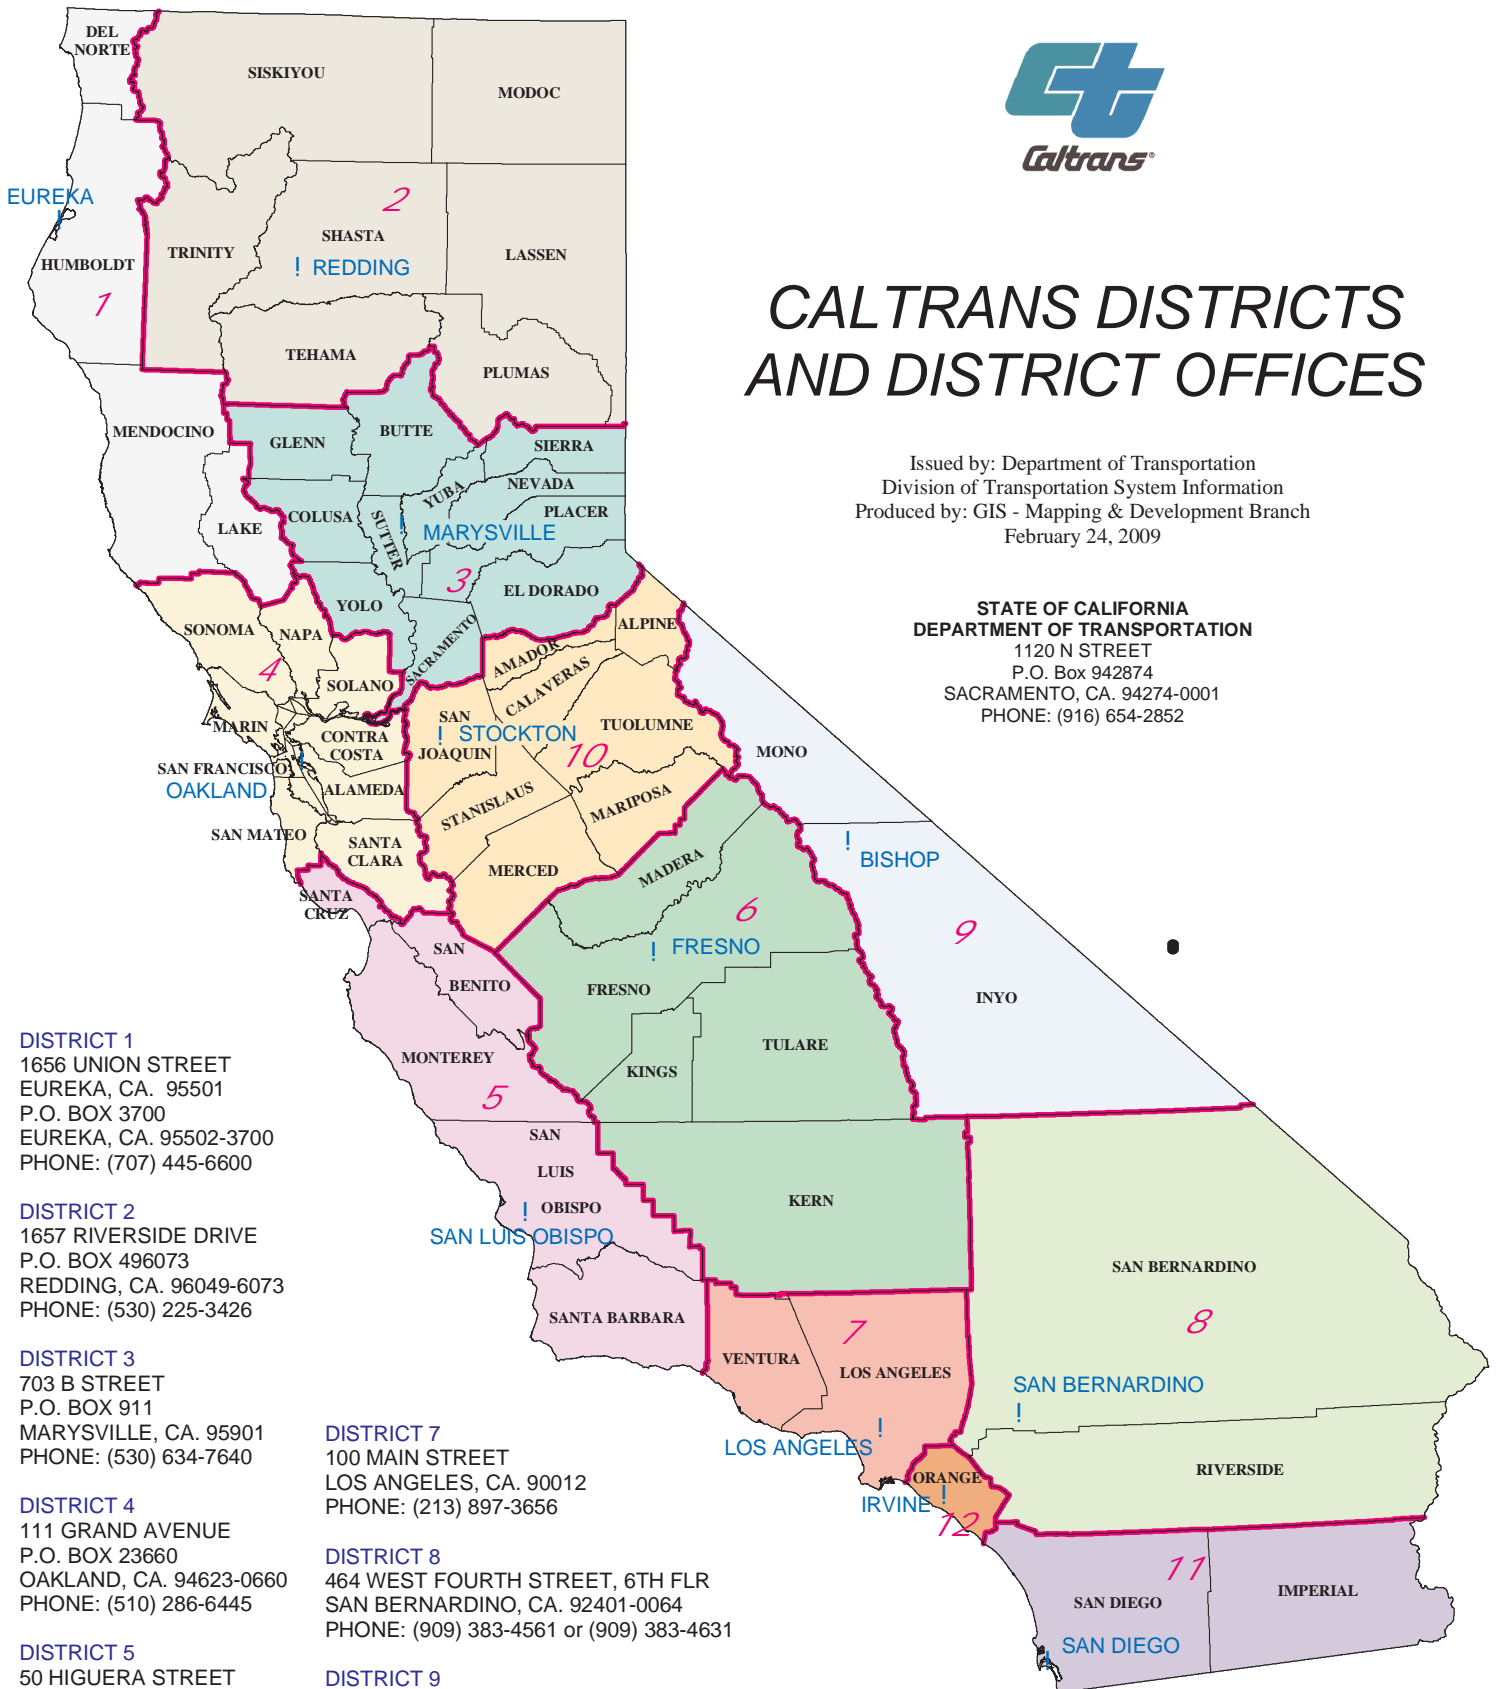 Caltrans®
CALTRANS DISTRICTS
AND DISTRICT OFFICES
Issued by: Department of Transportation
Division of Transportation System Information
Produced by: GIS - Mapping & Development Branch
February 24, 2009
STATE OF CALIFORNIA
DEPARTMENT OF TRANSPORTATION
1120 N STREET
P.O. Box 942874
SACRAMENTO, CA. 94274-0001
PHONE: (916) 654-2852
DEL
NORTE
SISKIYOU
MODOC
EUREKA
!
2
SHASTA
! REDDING
TRINITY
LASSEN
HUMBOLDT
1
TEHAMA
PLUMAS
MENDOCINO
GLENN
BUTTE
SIERRA
YUBA
NEVADA
PLACER
COLUSA
SUTTER
! MARYSVILLE
LAKE
3
EL DORADO
YOLO
SACRAMENTO
ALPINE
SONOMA
NAPA
4
SOLANO
AMADOR
CALAVERAS
MARIN
CONTRA
COSTA
SAN
! STOCKTON
JOAQUIN
TUOLUMNE
10
MONO
SAN FRANCISCO
!
OAKLAND
ALAMEDA
STANISLAUS
MARIPOSA
SAN MATEO
SANTA
CLARA
MERCED
MADERA
!
BISHOP
SANTA
CRUZ
6
9
SAN
BENITO
! FRESNO
FRESNO
INYO
MONTEREY
KINGS
TULARE
5
SAN
LUIS
OBISPO
!
SAN LUIS OBISPO
KERN
SANTA BARBARA
SAN BERNARDINO
8
7
VENTURA
LOS ANGELES
SAN BERNARDINO
!
!
LOS ANGELES
ORANGE
IRVINE !
12
RIVERSIDE
11
SAN DIEGO
IMPERIAL
SAN DIEGO
!
DISTRICT 1
1656 UNION STREET
EUREKA, CA.  95501
P.O. BOX 3700
EUREKA, CA. 95502-3700
PHONE: (707) 445-6600
DISTRICT 2
1657 RIVERSIDE DRIVE
P.O. BOX 496073
REDDING, CA. 96049-6073
PHONE: (530) 225-3426
DISTRICT 3
703 B STREET
P.O. BOX 911
MARYSVILLE, CA. 95901
PHONE: (530) 634-7640
DISTRICT 4
111 GRAND AVENUE
P.O. BOX 23660
OAKLAND, CA. 94623-0660
PHONE: (510) 286-6445
DISTRICT 5
50 HIGUERA STREET
DISTRICT 7
100 MAIN STREET
LOS ANGELES, CA. 90012
PHONE: (213) 897-3656
DISTRICT 8
464 WEST FOURTH STREET, 6TH FLR
SAN BERNARDINO, CA. 92401-0064
PHONE: (909) 383-4561 or (909) 383-4631
DISTRICT 9